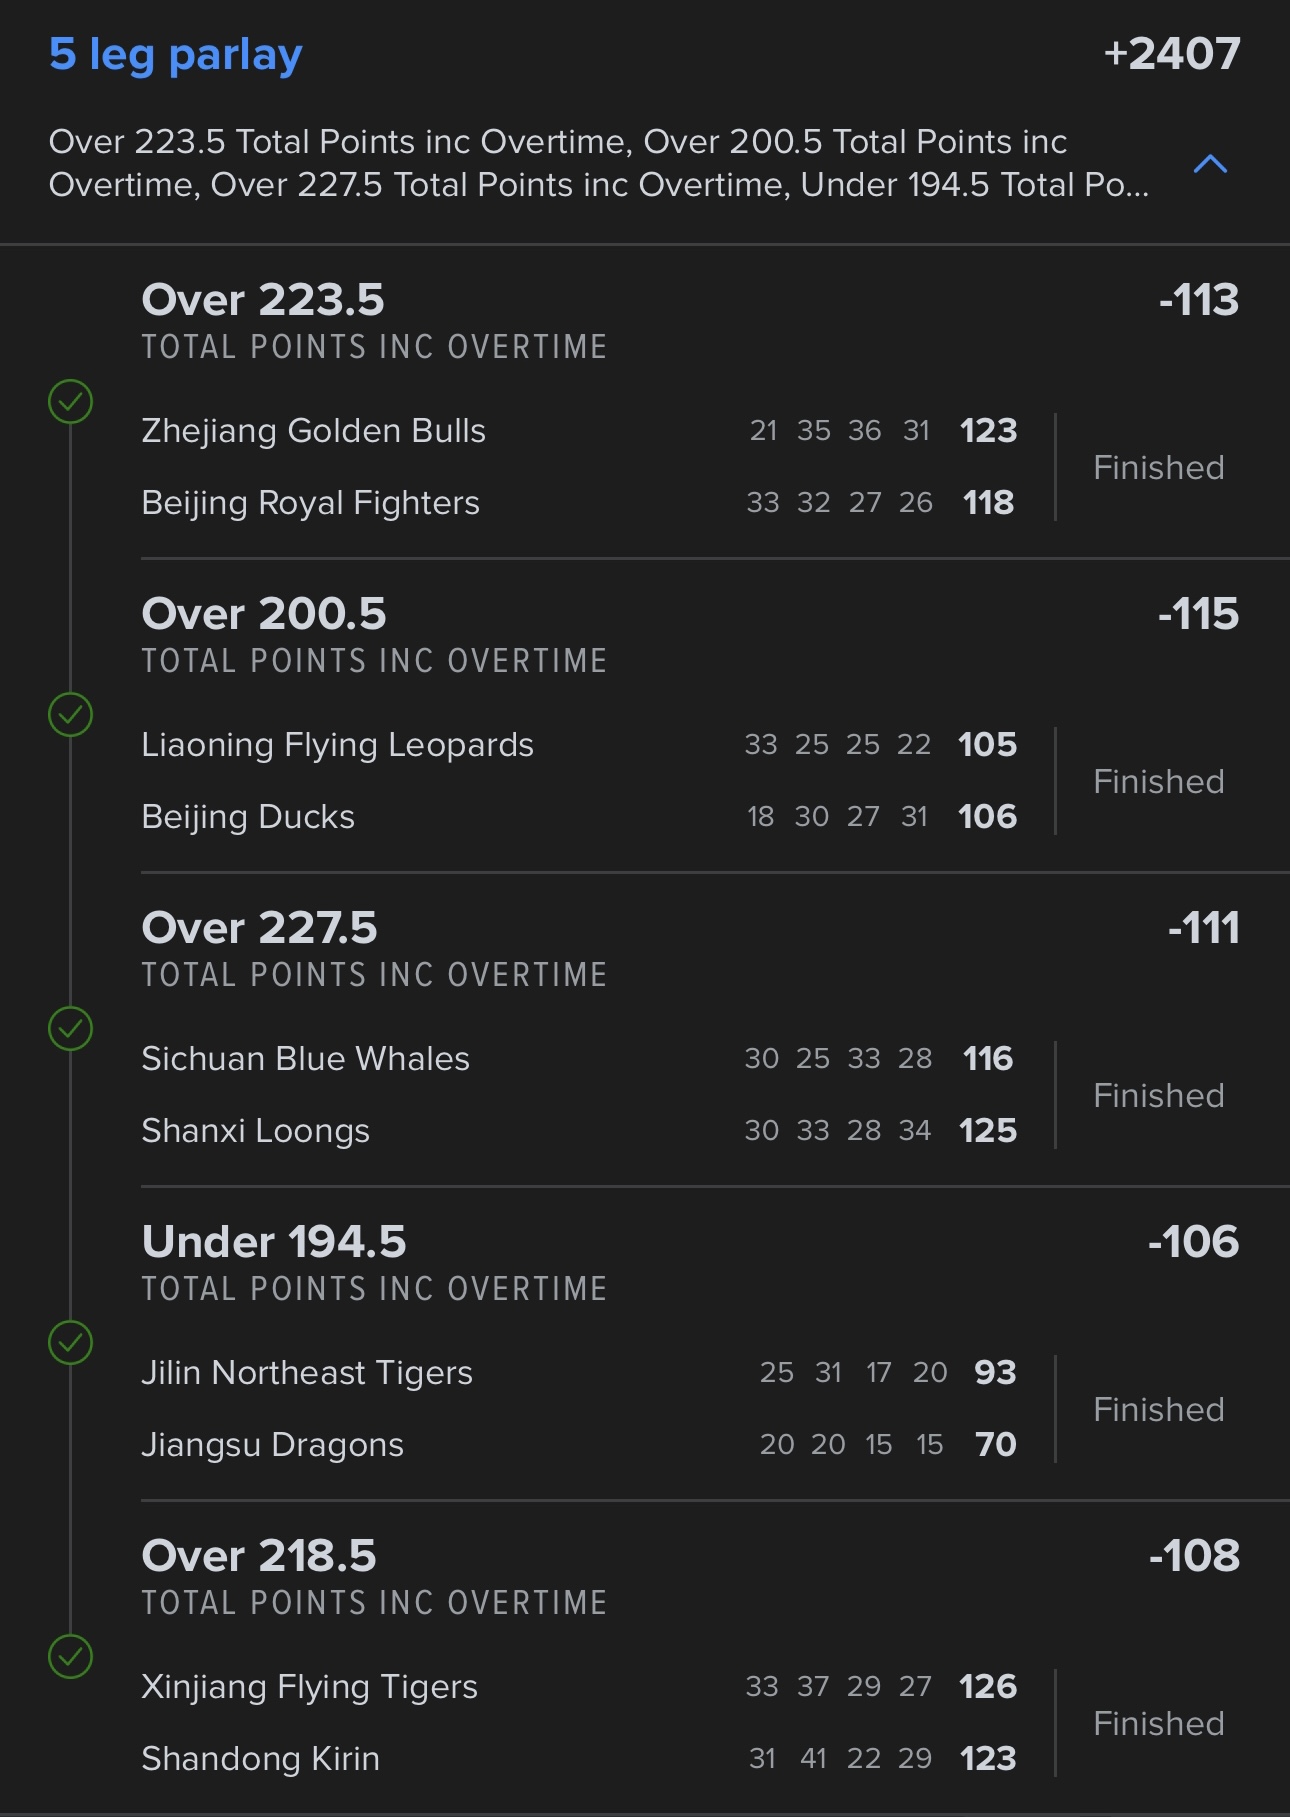 5 leg parlay +2407
Over 223.5 Total Points inc Overtime, Over 200.5 Total Points inc
Overtime, Over 227.5 Total Points inc Overtime, Under 194.5 Total Po...
Over 223.5 -113
TOTAL POINTS INC OVERTIME
Zhejiang Golden Bulls 21 35 36 31 123
Finished
Beijing Royal Fighters 33 32 27 26 118
Over 200.5 -115
TOTAL POINTS INC OVERTIME
Liaoning Flying Leopards 33 25 25 22 105
Finished
Beijing Ducks 18 30 27 31 106
Over 227.5 -111
TOTAL POINTS INC OVERTIME
Sichuan Blue Whales 30 25 33 28 116
Finished
Shanxi Loongs 30 33 28 34 125
Under 194.5 -106
TOTAL POINTS INC OVERTIME
Jilin Northeast Tigers 25 31 17 20 93
Finished
Jiangsu Dragons 20 20 15 15 70
Over 218.5 -108
TOTAL POINTS INC OVERTIME
Xinjiang Flying Tigers 33 37 29 27 126
Finished
Shandong Kirin 31 41 22 29 123